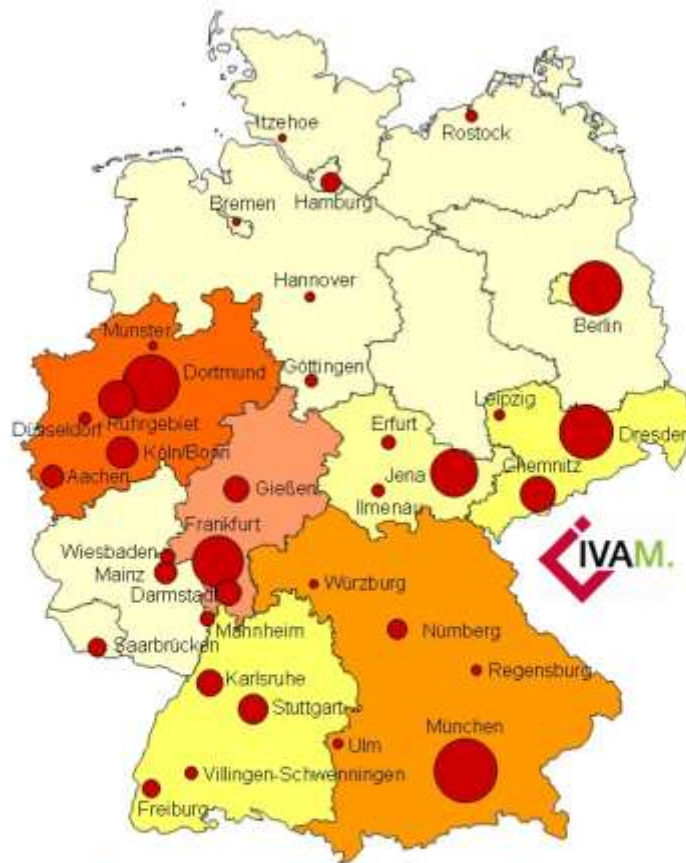 Itzehoe
Rostock
Hamburg
Bremen
Hannover
Berlin
Münster
Göttingen
Dortmund
Leipzig
Düsseldorf
Ruhrgebiet
Erfurt
Dresden
Köln/Bonn
Chemnitz
Aachen
Gießen
Jena
Ilmenau
Frankfurt
IVAM.
Wiesbaden
Mainz
Würzburg
Darmstadt
Mannheim
Nürnberg
Saarbrücken
Regensburg
Karlsruhe
Stuttgart
München
Ulm
Villingen-Schwenningen
Freiburg